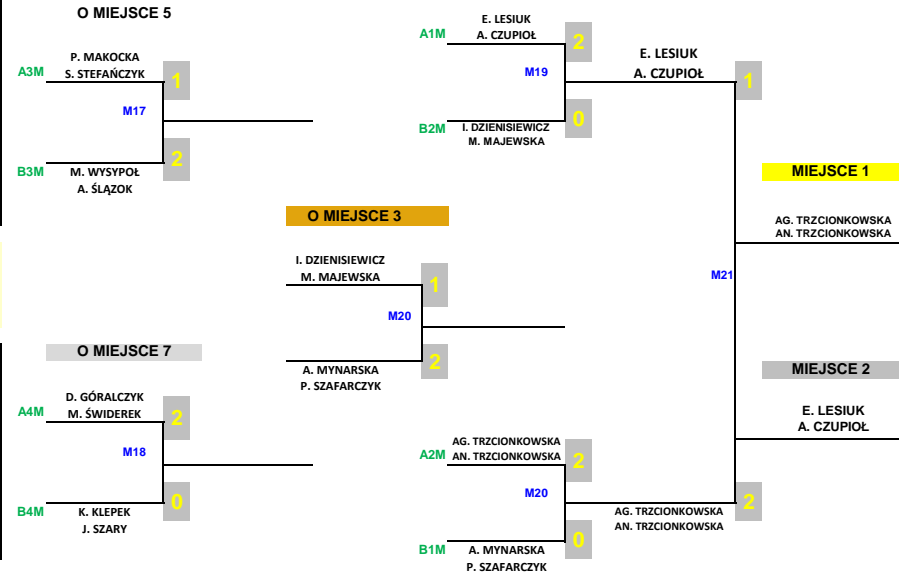 O MIEJSCE 5
A3M
P. MAKOCKA
S. STEFAŃCZYK
1
M17
B3M
M. WYSYPOŁ
A. ŚLĄZOK
2
O MIEJSCE 7
A4M
D. GÓRALCZYK
M. ŚWIDEREK
2
M18
B4M
K. KLEPEK
J. SZARY
0
O MIEJSCE 3
I. DZIENISIEWICZ
M. MAJEWSKA
1
M20
A. MYNARSKA
P. SZAFARCZYK
2
A1M
E. LESIUK
A. CZUPIOŁ
2
M19
B2M
I. DZIENISIEWICZ
M. MAJEWSKA
0
A2M
AG. TRZCIONKOWSKA
AN. TRZCIONKOWSKA
2
M20
B1M
A. MYNARSKA
P. SZAFARCZYK
0
E. LESIUK
A. CZUPIOŁ
1
M21
AG. TRZCIONKOWSKA
AN. TRZCIONKOWSKA
2
MIEJSCE 1
AG. TRZCIONKOWSKA
AN. TRZCIONKOWSKA
MIEJSCE 2
E. LESIUK
A. CZUPIOŁ